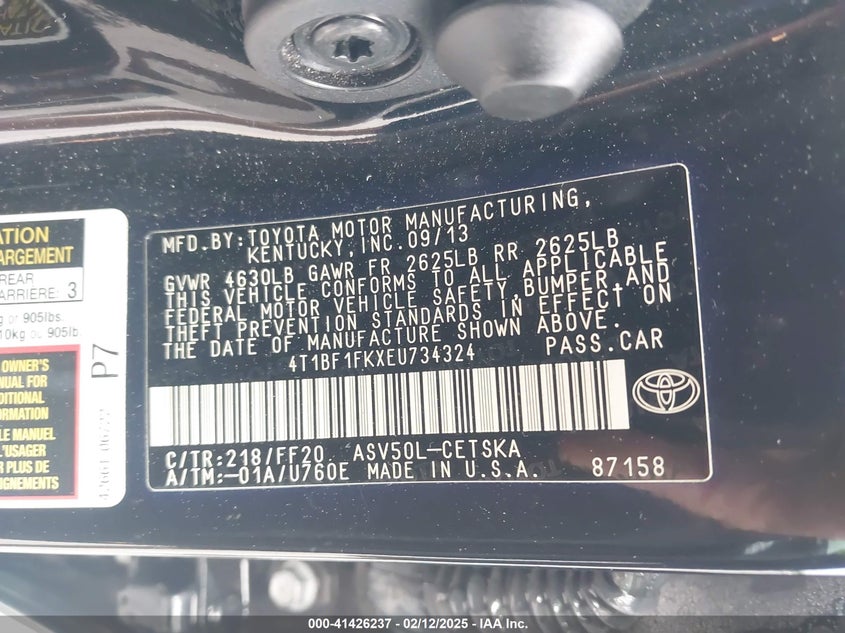 MFD.BY:TOYOTA MOTOR MANUFACTURING,
KENTUCKY, INC.09/13
GVWR 4630LB GAWR FR 2625LB RR 2625LB
THIS VEHICLE CONFORMS TO ALL APPLICABLE
FEDERAL MOTOR VEHICLE SAFETY,BUMPER,AND
THEFT PREVENTION STANDARDS IN EFFECT ON
THE DATE OF MANUFACTURE SHOWN ABOVE.
4T1BF1FKXEU734324 PASS.CAR
C/TR:218/FF20 ASV50L-CETSKA
A/TM:-01A/U760E MADE IN U.S.A. 87158
ATION
ARGEMENT
REAR
ARRIERE: 3
905lbs.
10kg ou 905lb.
P7
OWNER'S
NUAL FOR
DITIONAL
ORMATION
LE MANUEL
L'USAGER
R PLUS DE
EIGNEMENTS
000-41426237 - 02/12/2025 - IAA Inc.